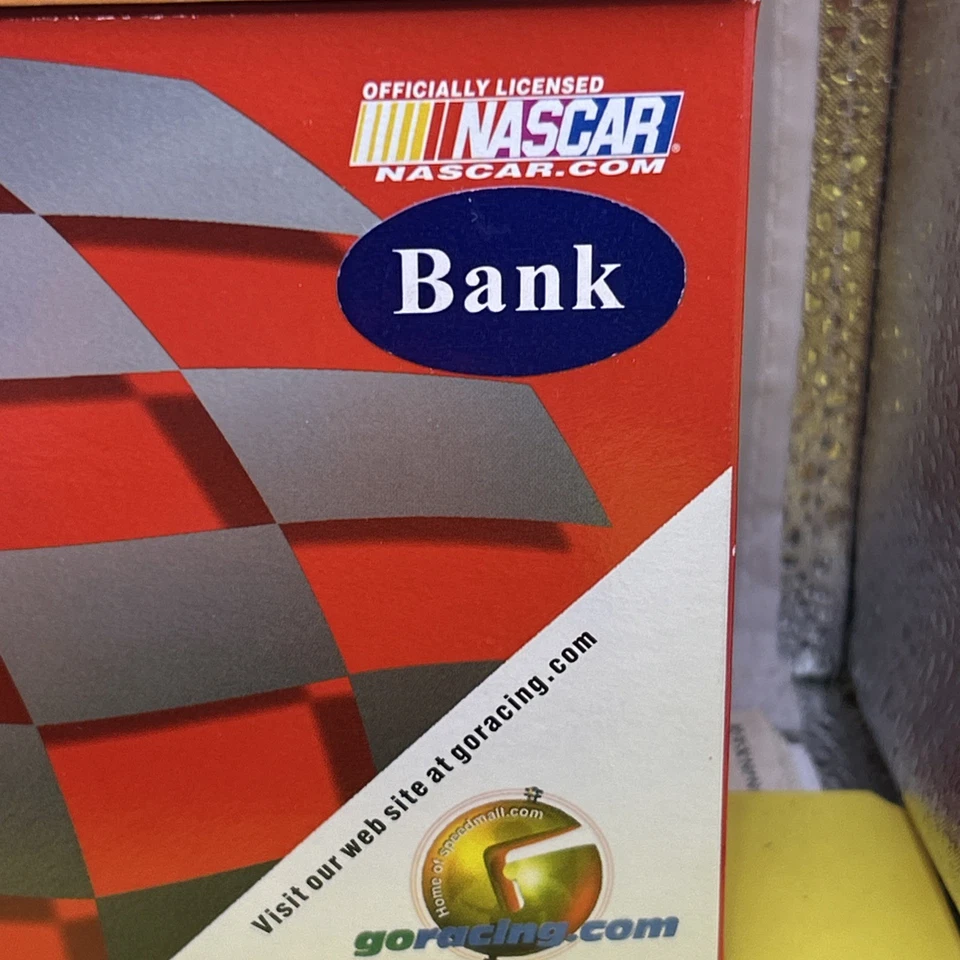 OFFICIALLY LICENSED
NASCAR®
NASCAR.COM
Bank
Visit our web site at goracing.com
Home of speedmall.com
goracing.com